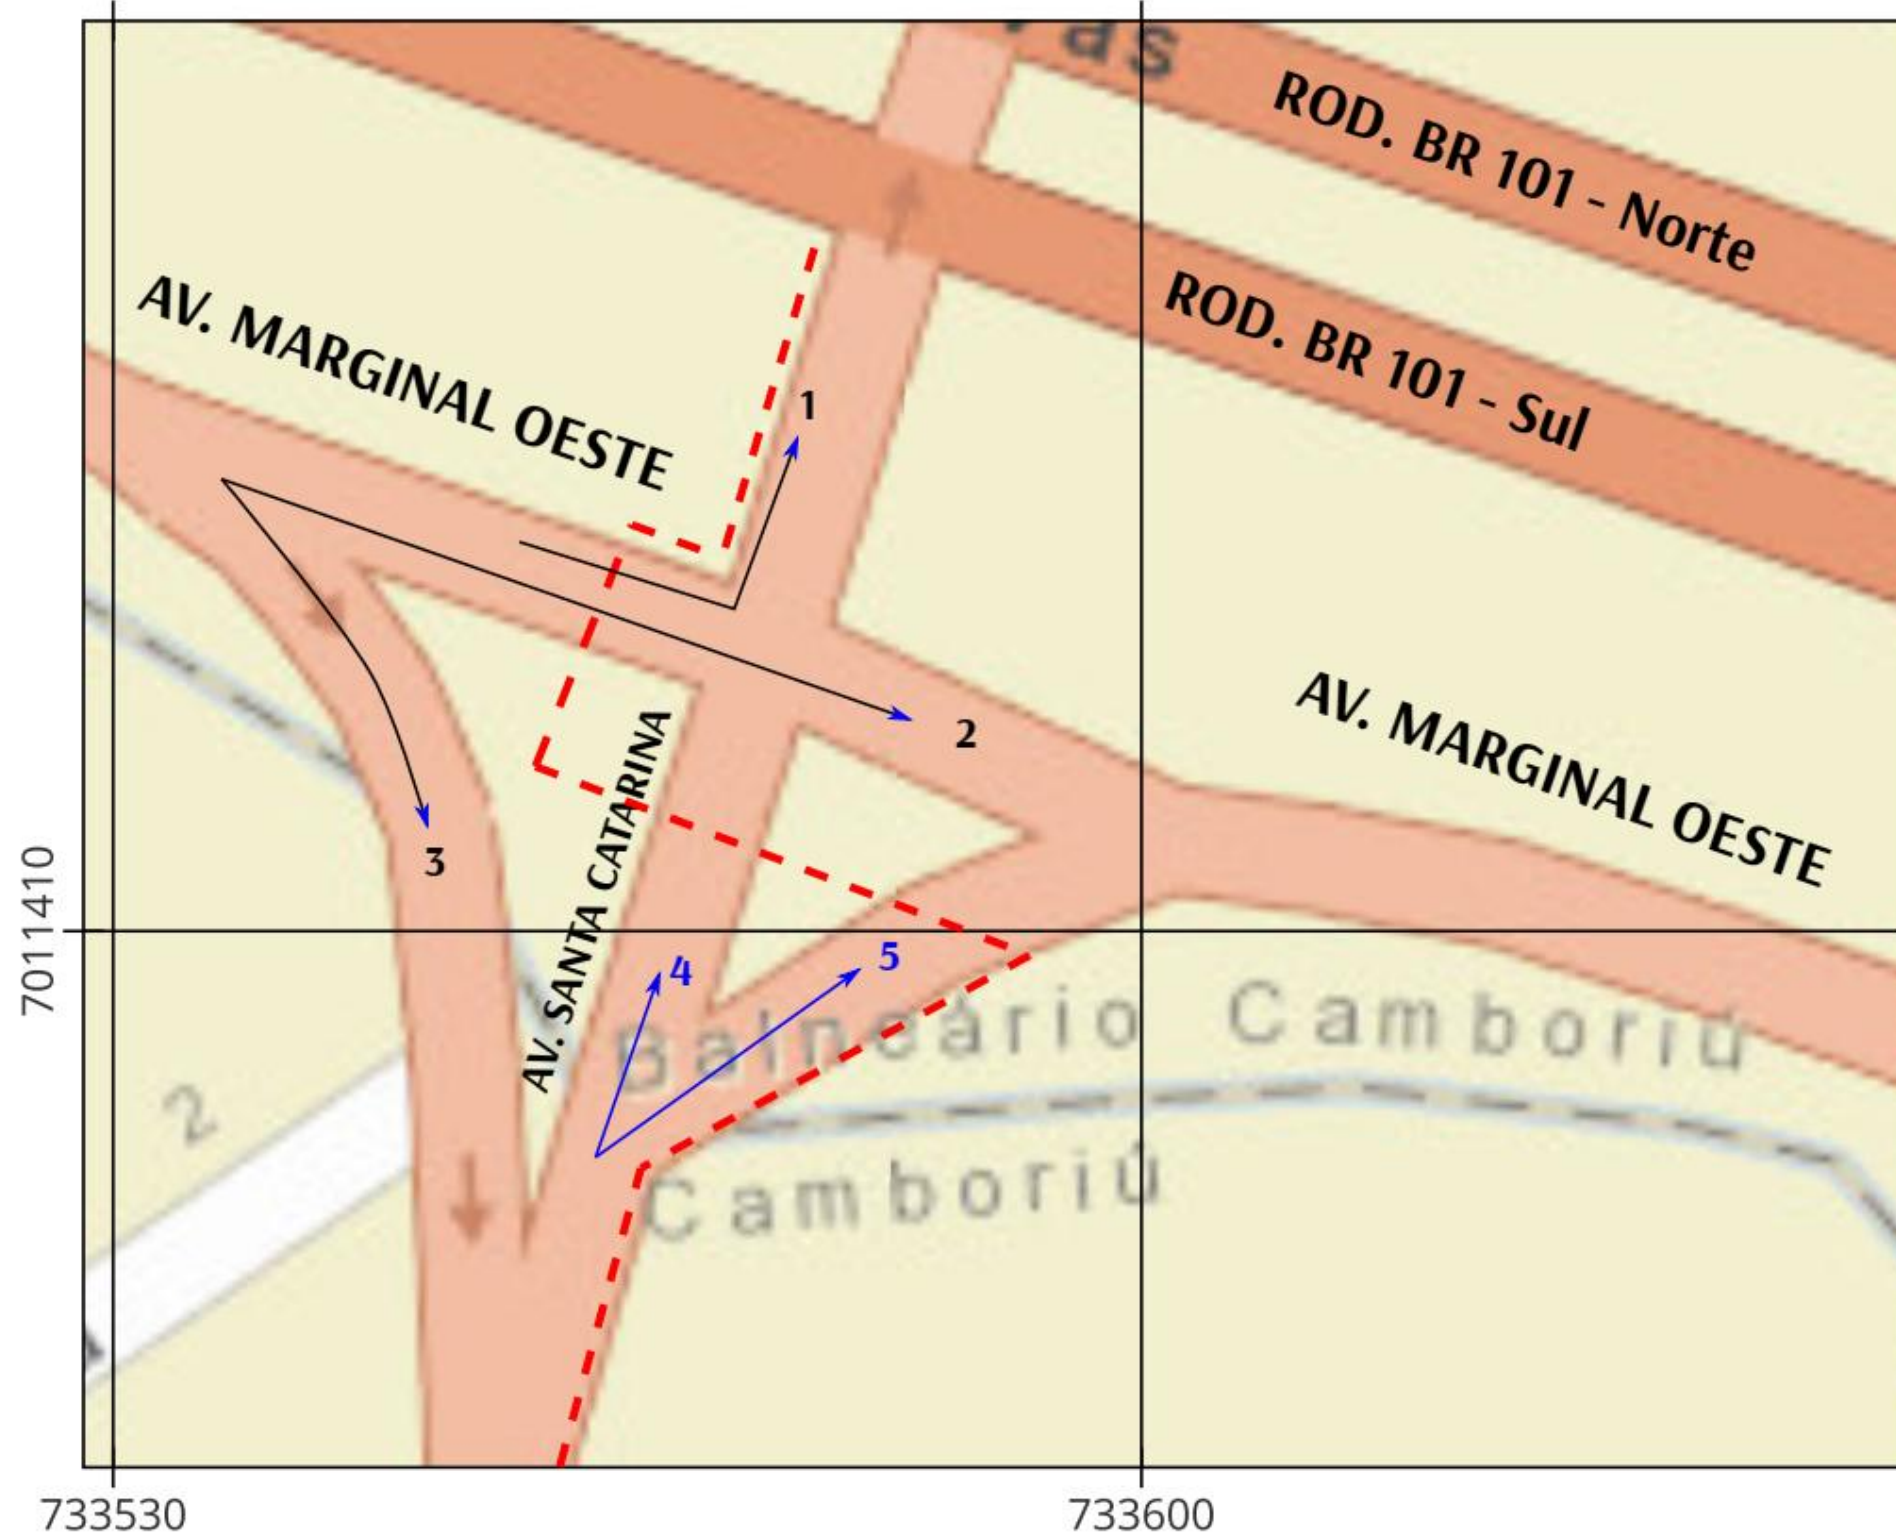 ROD. BR 101 - Norte
ROD. BR 101 - Sul
AV. MARGINAL OESTE
1
2
AV. MARGINAL OESTE
3
AV. SANTA CATARINA
4
5
7011410
Balneário Camboriú
2
Camboriú
733530
733600